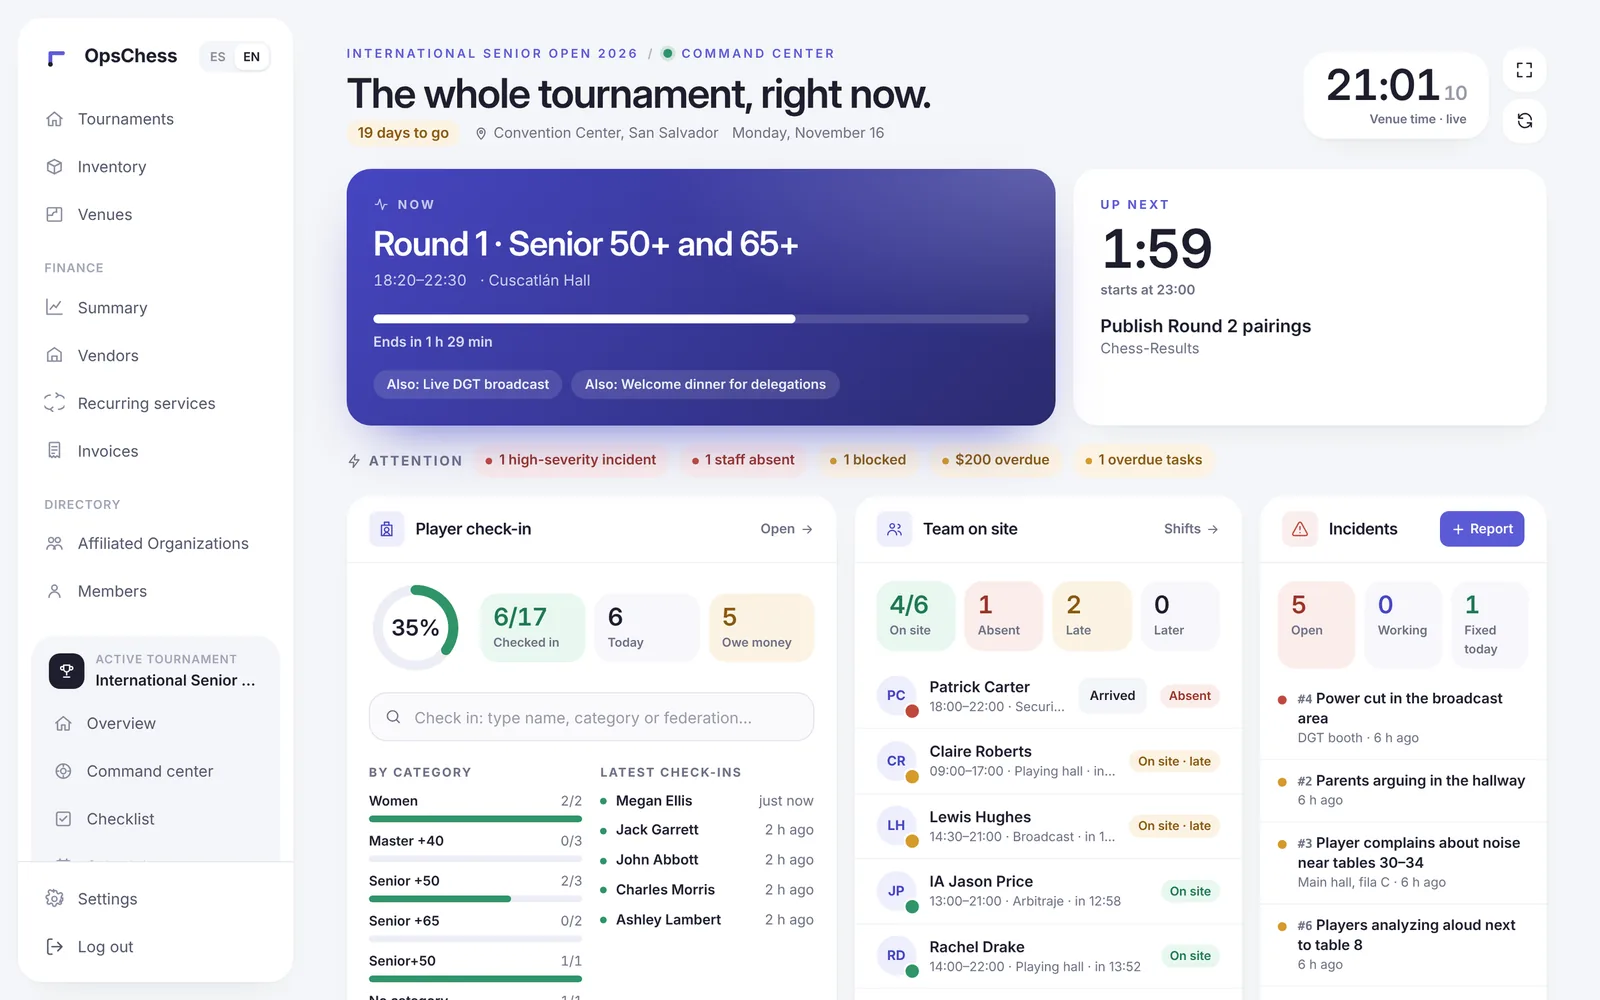 OpsChess
ES EN
Tournaments
Inventory
Venues
FINANCE
Summary
Vendors
Recurring services
Invoices
DIRECTORY
Affiliated Organizations
Members
ACTIVE TOURNAMENT
International Senior ...
Overview
Command center
Checklist
Settings
Log out
INTERNATIONAL SENIOR OPEN 2026 / COMMAND CENTER
The whole tournament, right now.
19 days to go Convention Center, San Salvador Monday, November 16
21:01 10
Venue time · live
NOW
Round 1 · Senior 50+ and 65+
18:20–22:30 · Cuscatlán Hall
Ends in 1 h 29 min
Also: Live DGT broadcast Also: Welcome dinner for delegations
UP NEXT
1:59
starts at 23:00
Publish Round 2 pairings
Chess-Results
ATTENTION 1 high-severity incident 1 staff absent 1 blocked $200 overdue 1 overdue tasks
Player check-in Open →
35%
6/17
Checked in
6
Today
5
Owe money
Check in: type name, category or federation...
BY CATEGORY
Women 2/2
Master +40 0/3
Senior +50 2/3
Senior +65 0/2
Senior+50 1/1
No category 1/1
LATEST CHECK-INS
Megan Ellis just now
Jack Garrett 2 h ago
John Abbott 2 h ago
Charles Morris 2 h ago
Ashley Lambert 2 h ago
Team on site Shifts →
4/6
On site
1
Absent
2
Late
0
Later
PC Patrick Carter Arrived Absent
18:00–22:00 · Securi...
CR Claire Roberts On site · late
09:00–17:00 · Playing hall · in...
LH Lewis Hughes On site · late
14:30–21:00 · Broadcast · in 1...
JP IA Jason Price On site
13:00–21:00 · Arbitraje · in 12:58
RD Rachel Drake On site
14:00–22:00 · Playing hall · in 13:52
Incidents + Report
5
Open
0
Working
1
Fixed
today
#4 Power cut in the broadcast
area
DGT booth · 6 h ago
#2 Parents arguing in the hallway
6 h ago
#3 Player complains about noise
near tables 30–34
Main hall, fila C · 6 h ago
#6 Players analyzing aloud next
to table 8
6 h ago